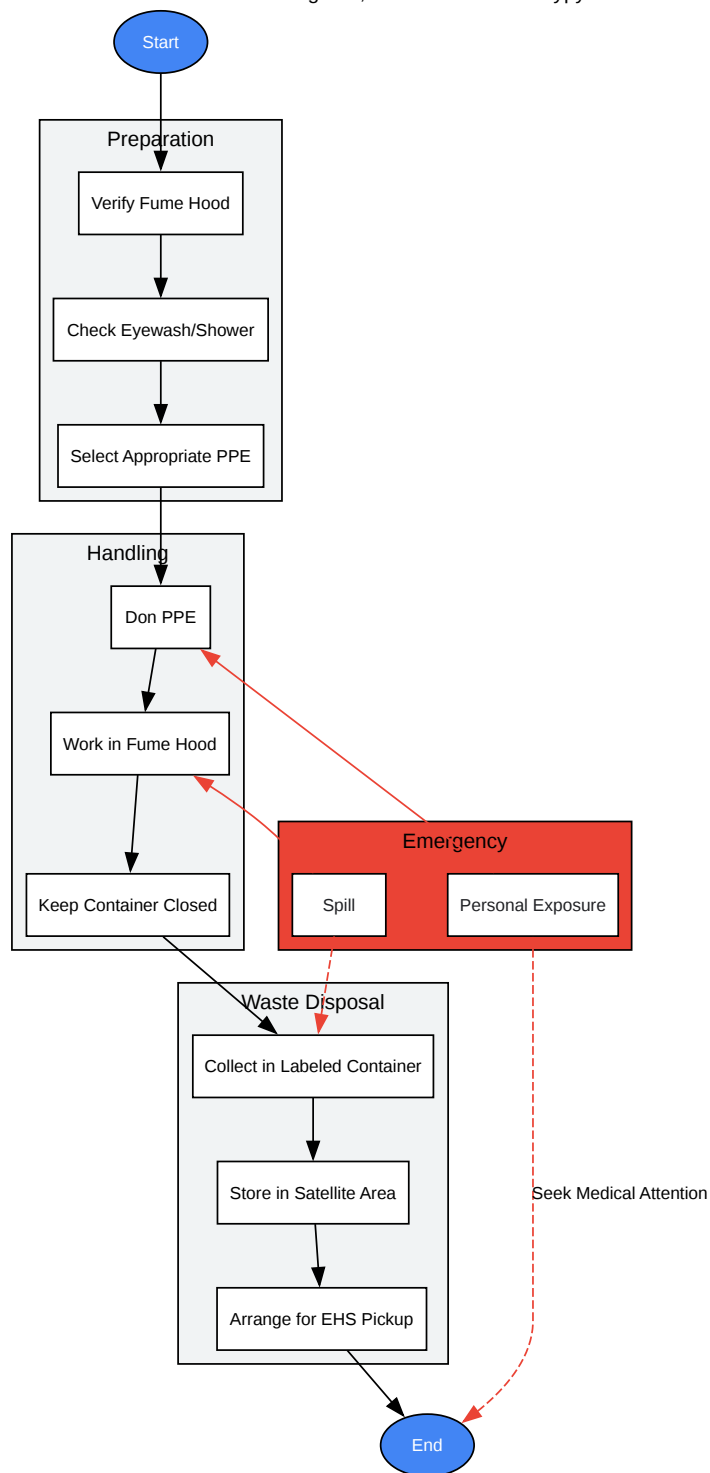 Start
Preparation
Verify Fume Hood
Check Eyewash/Shower
Select Appropriate PPE
Handling
Don PPE
Work in Fume Hood
Keep Container Closed
Emergency
Spill
Personal Exposure
Waste Disposal
Collect in Labeled Container
Store in Satellite Area
Seek Medical Attention
Arrange for EHS Pickup
End